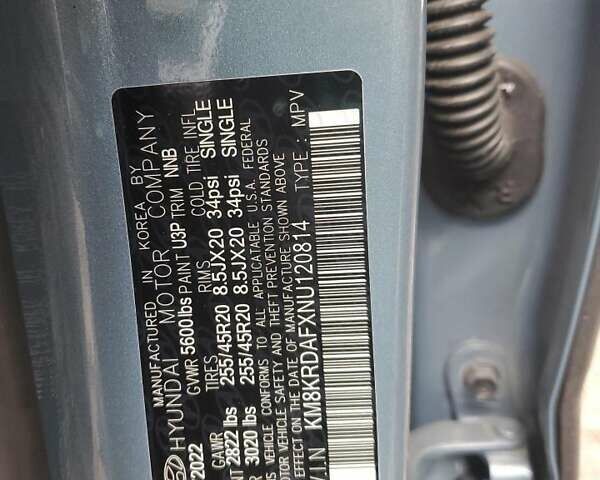 MANUFACTURED IN KOREA BY
HYUNDAI MOTOR COMPANY
2022 GVWR 5600lbs PAINT U3P TRIM NNB
GAWR TIRES RIMS COLD TIRE INFL
NT 2822 lbs 255/45R20 8.5JX20 34psi SINGLE
R 3020 lbs 255/45R20 8.5JX20 34psi SINGLE
VEHICLE CONFORMS TO ALL APPLICABLE U.S.A. FEDERAL
MOTOR VEHICLE SAFETY AND THEFT PREVENTION STANDARDS
EFFECT ON THE DATE OF MANUFACTURE SHOWN ABOVE
V.I.N KM8KRDAFXNU120814 TYPE : MPV